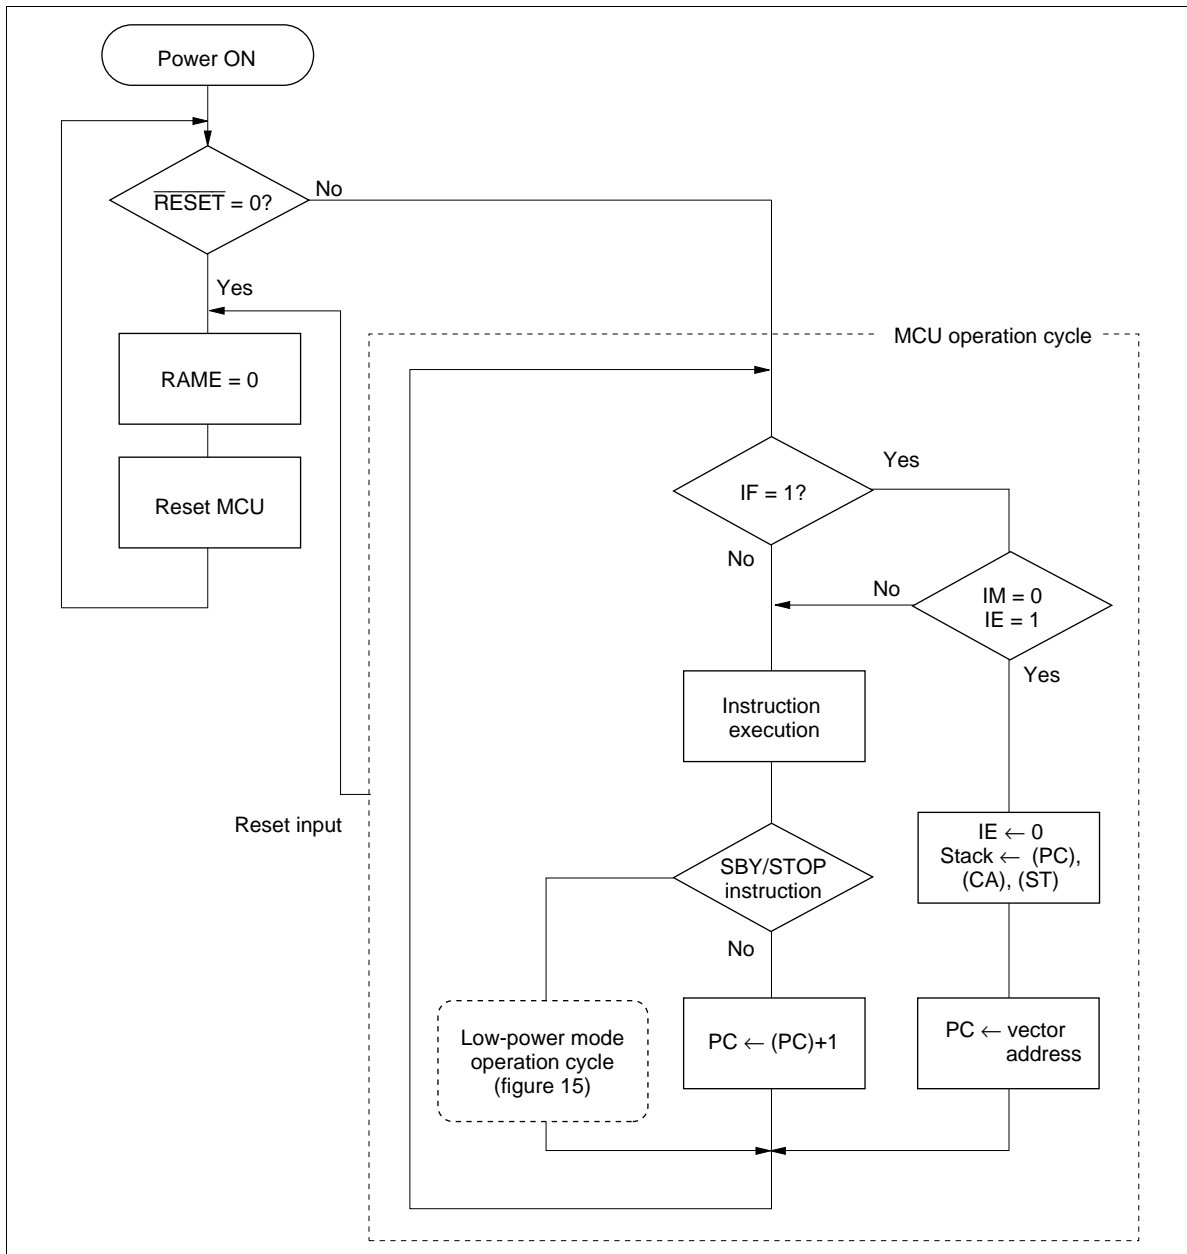 Power ON
RESET = 0?
No
Yes
MCU operation cycle
RAME = 0
Reset MCU
IF = 1?
Yes
No
No
IM = 0
IE = 1
Yes
Instruction
execution
Reset input
IE ← 0
Stack ← (PC),
(CA), (ST)
SBY/STOP
instruction
No
Low-power mode
operation cycle
(figure 15)
PC ← (PC)+1
PC ← vector
address